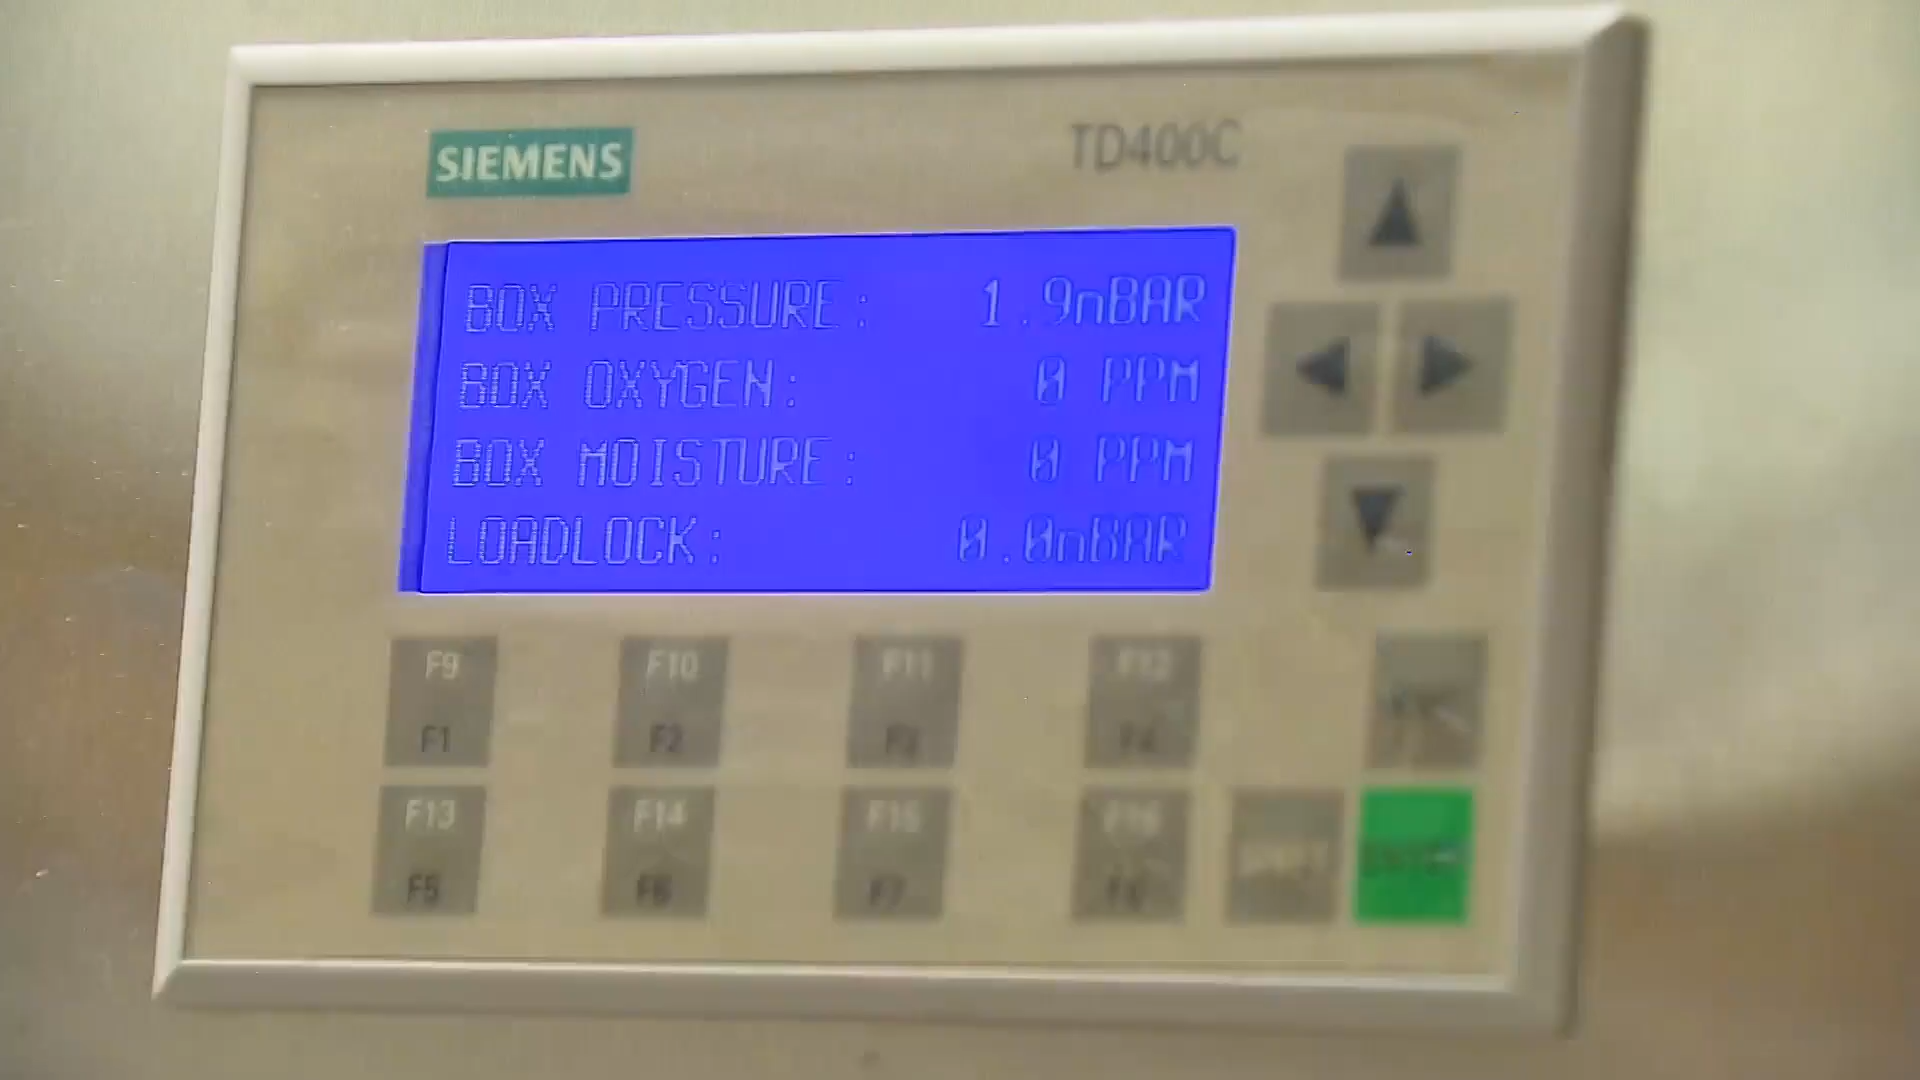 SIEMENS
TD400C
BOX PRESSURE: 1.9nBAR
BOX OXYGEN: 0 PPM
BOX MOISTURE: 0 PPM
LOADLOCK: 0.0nBAR
F9 F10 F11 F12
F1 F2 F3 F4
F13 F14 F15 F16
F5 F6 F7 F8
ENTER